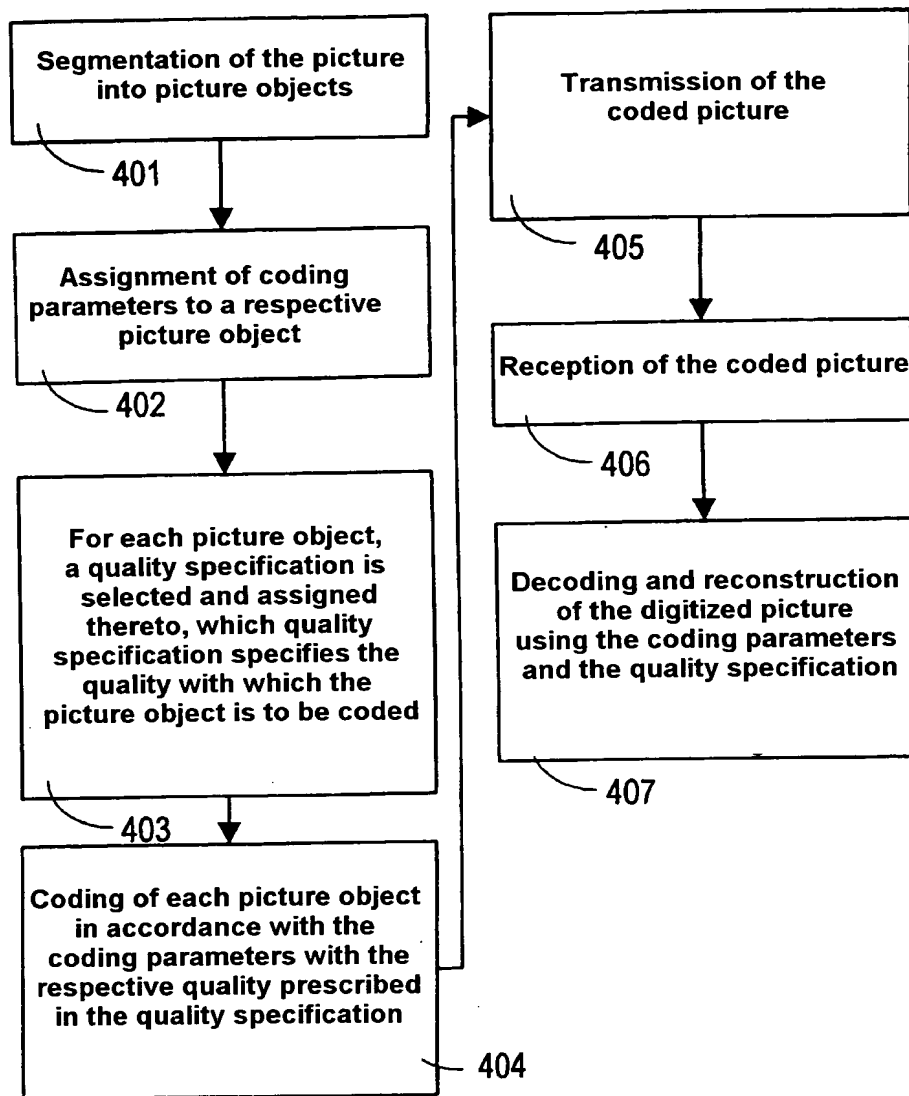 Segmentation of the picture
into picture objects
401
Assignment of coding
parameters to a respective
picture object
402
For each picture object,
a quality specification is
selected and assigned
thereto, which quality
specification specifies the
quality with which the
picture object is to be coded
403
Coding of each picture object
in accordance with the
coding parameters with the
respective quality prescribed
in the quality specification
404
Transmission of the
coded picture
405
Reception of the coded picture
406
Decoding and reconstruction
of the digitized picture
using the coding parameters
and the quality specification
407